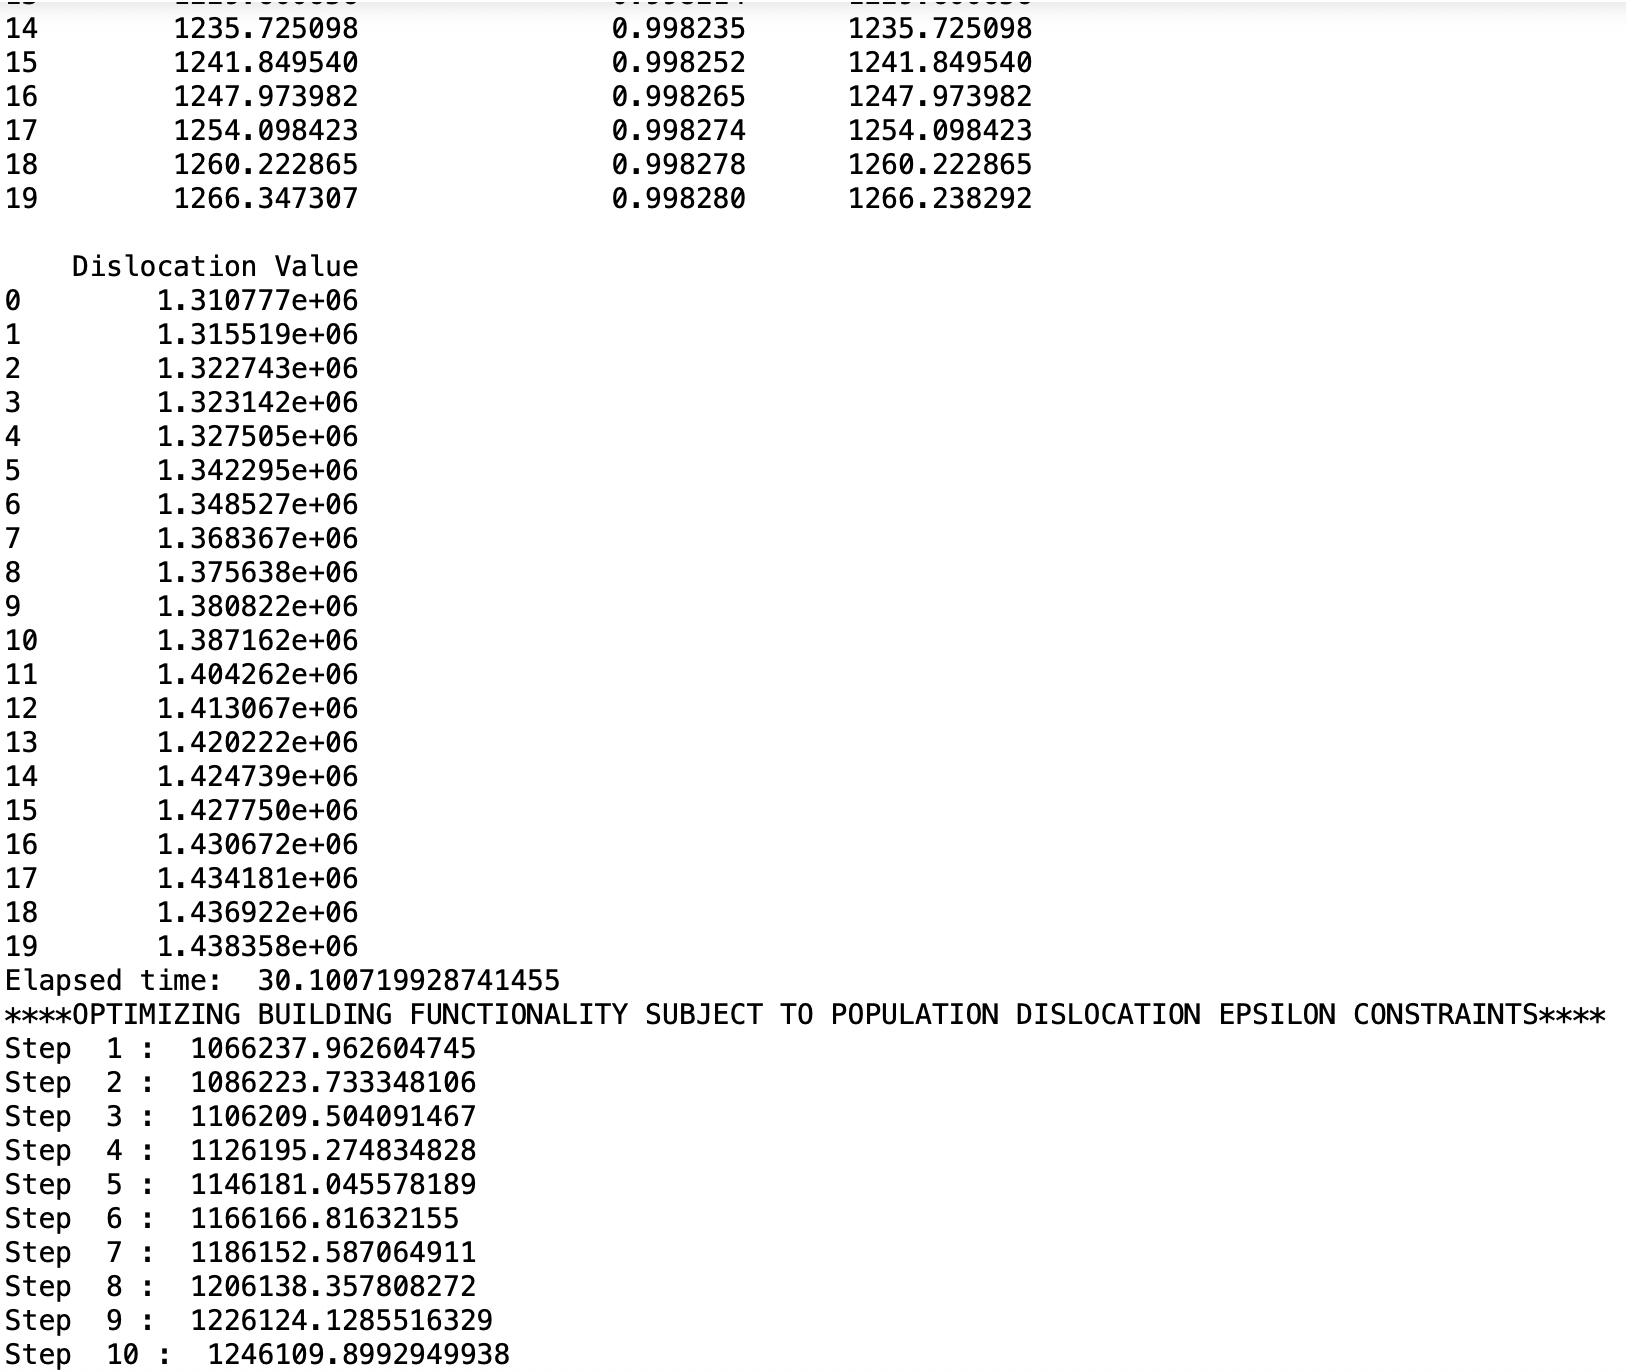 14        1235.725098               0.998235      1235.725098
15        1241.849540               0.998252      1241.849540
16        1247.973982               0.998265      1247.973982
17        1254.098423               0.998274      1254.098423
18        1260.222865               0.998278      1260.222865
19        1266.347307               0.998280      1266.238292
    Dislocation Value
0        1.310777e+06
1        1.315519e+06
2        1.322743e+06
3        1.323142e+06
4        1.327505e+06
5        1.342295e+06
6        1.348527e+06
7        1.368367e+06
8        1.375638e+06
9        1.380822e+06
10       1.387162e+06
11       1.404262e+06
12       1.413067e+06
13       1.420222e+06
14       1.424739e+06
15       1.427750e+06
16       1.430672e+06
17       1.434181e+06
18       1.436922e+06
19       1.438358e+06
Elapsed time:  30.100719928741455
****OPTIMIZING BUILDING FUNCTIONALITY SUBJECT TO POPULATION DISLOCATION EPSILON CONSTRAINTS****
Step  1 :  1066237.962604745
Step  2 :  1086223.733348106
Step  3 :  1106209.504091467
Step  4 :  1126195.274834828
Step  5 :  1146181.045578189
Step  6 :  1166166.81632155
Step  7 :  1186152.587064911
Step  8 :  1206138.357808272
Step  9 :  1226124.1285516329
Step  10 :  1246109.8992949938